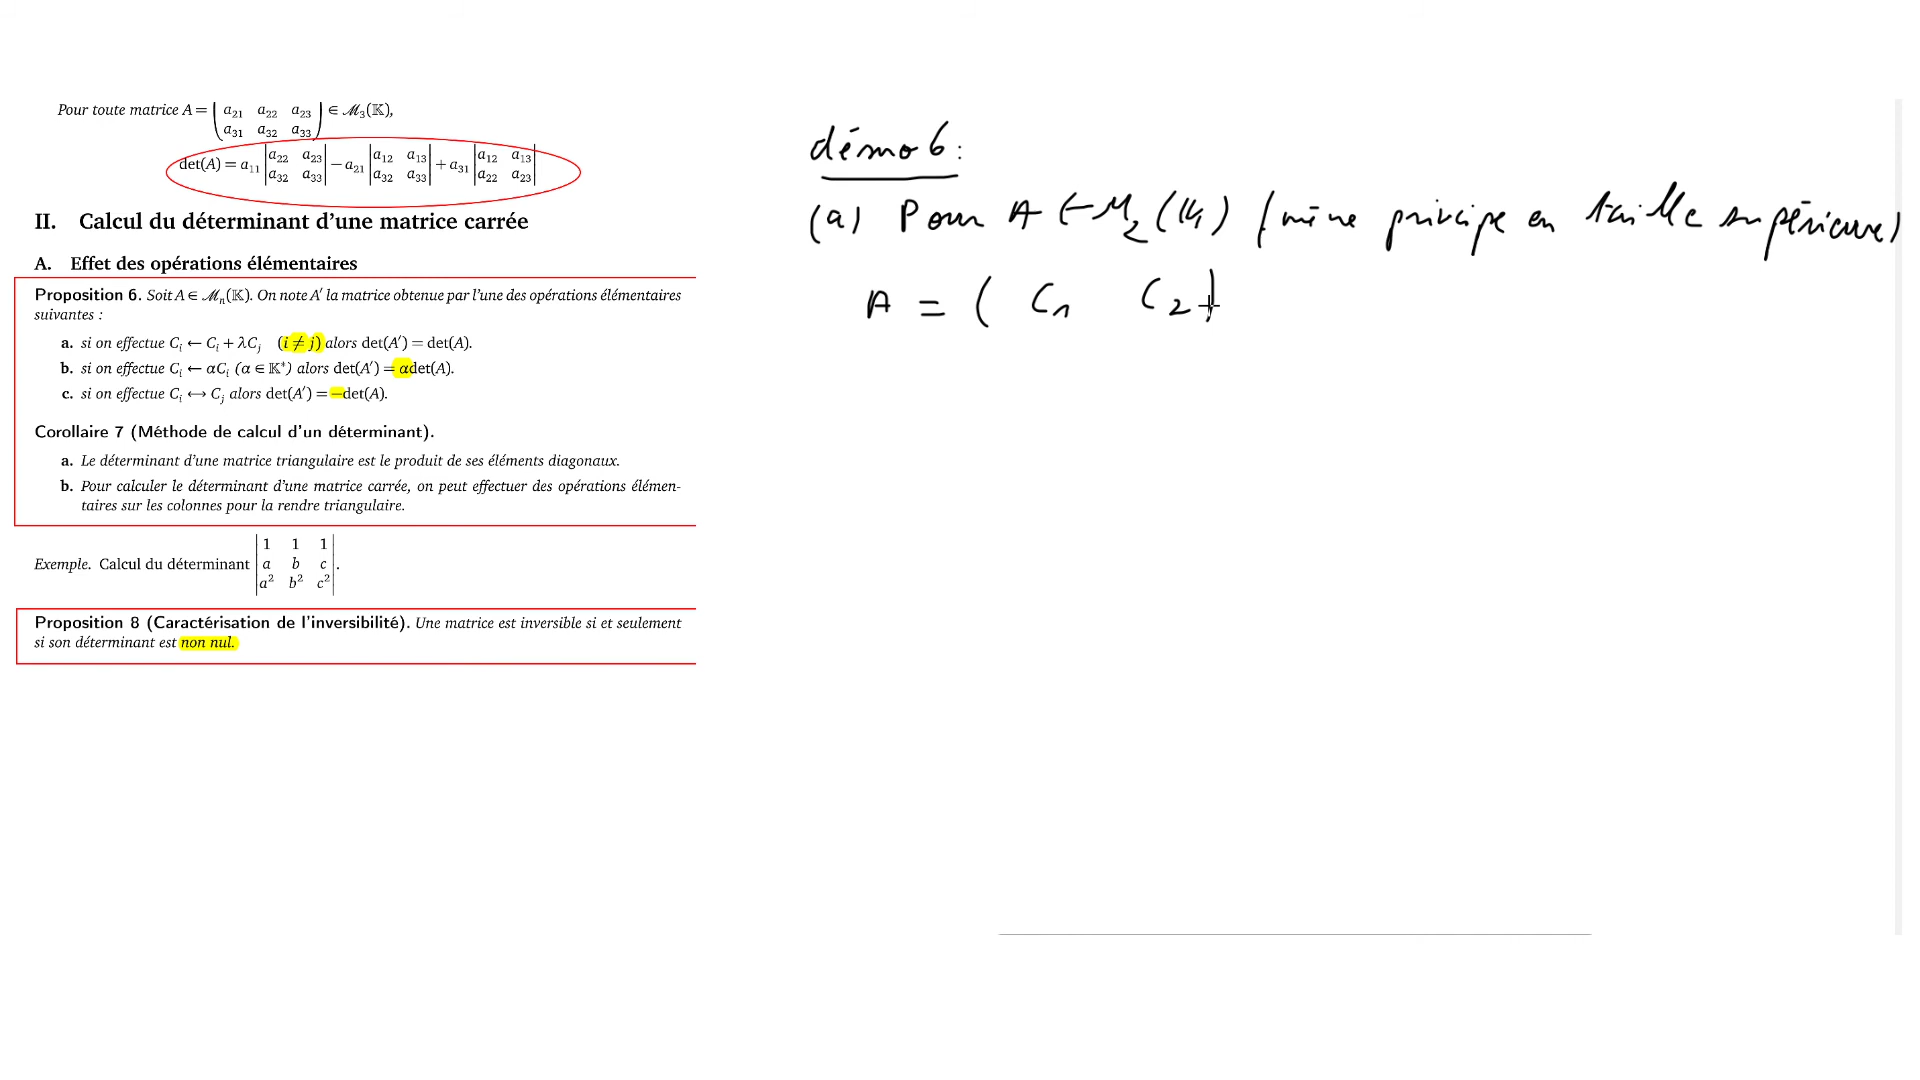 Pour toute matrice A = ( a21 a22 a23 ) ∈ ℳ3(𝕂),
a31 a32 a33
det(A) = a11 |a22 a23| − a21 |a12 a13| + a31 |a12 a13|
|a32 a33| |a32 a33| |a22 a23|
II. Calcul du déterminant d'une matrice carrée
A. Effet des opérations élémentaires
Proposition 6. Soit A ∈ ℳn(𝕂). On note A′ la matrice obtenue par l'une des opérations élémentaires
suivantes :
a. si on effectue Ci ← Ci + λCj (i ≠ j) alors det(A′) = det(A).
b. si on effectue Ci ← αCi (α ∈ 𝕂*) alors det(A′) = αdet(A).
c. si on effectue Ci ↔ Cj alors det(A′) = −det(A).
Corollaire 7 (Méthode de calcul d'un déterminant).
a. Le déterminant d'une matrice triangulaire est le produit de ses éléments diagonaux.
b. Pour calculer le déterminant d'une matrice carrée, on peut effectuer des opérations élémen-
taires sur les colonnes pour la rendre triangulaire.
1 1 1
Exemple. Calcul du déterminant | a b c | .
a² b² c²
Proposition 8 (Caractérisation de l'inversibilité). Une matrice est inversible si et seulement
si son déterminant est non nul.
démo 6 :
(a) Pour A ∈ M2(𝕂) (même principe en taille supérieure)
A = ( C1 C2 )